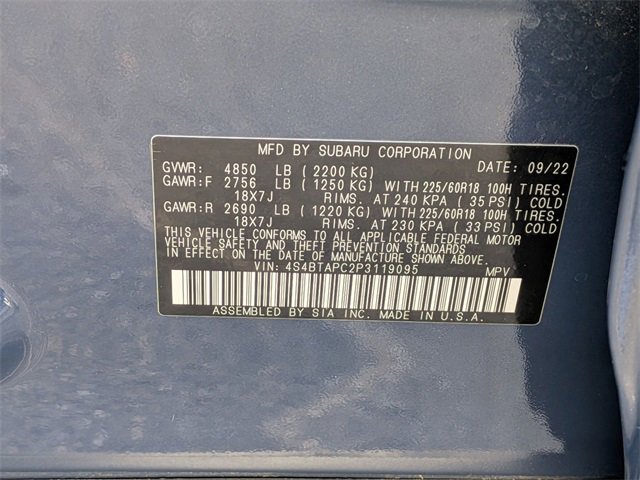 MFD BY SUBARU CORPORATION
GVWR: 4850 LB ( 2200 KG) DATE: 09/22
GAWR:F 2756 LB ( 1250 KG) WITH 225/60R18 100H TIRES.
18X7J RIMS. AT 240 KPA ( 35 PSI) COLD
GAWR:R 2690 LB ( 1220 KG) WITH 225/60R18 100H TIRES.
18X7J RIMS. AT 230 KPA ( 33 PSI) COLD
THIS VEHICLE CONFORMS TO ALL APPLICABLE FEDERAL MOTOR
VEHICLE SAFETY AND THEFT PREVENTION STANDARDS
IN EFFECT ON THE DATE OF MANUFACTURE SHOWN ABOVE.
VIN: 4S4BTAPC2P3119095 MPV
ASSEMBLED BY SIA INC. MADE IN U.S.A.